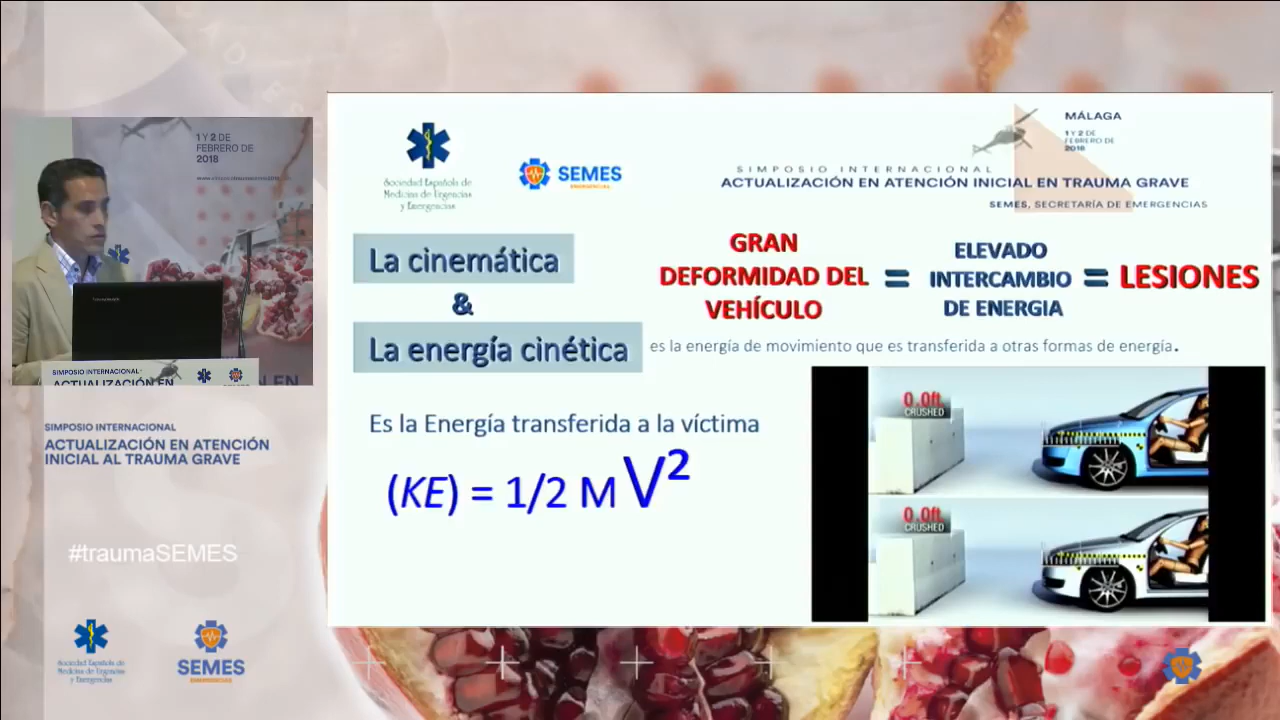 1 Y 2 DE
FEBRERO DE
2018
SIMPOSIO INTERNACIONAL
ACTUALIZACIÓN EN
SIMPOSIO INTERNACIONAL
ACTUALIZACIÓN EN ATENCIÓN
INICIAL AL TRAUMA GRAVE
#traumaSEMES
Sociedad Española de
Medicina de Urgencias
y Emergencias
SEMES
EMERGENCIAS
Sociedad Española de
Medicina de Urgencias
y Emergencias
SEMES
EMERGENCIAS
MÁLAGA
1 Y 2 DE
FEBRERO DE
2018
SIMPOSIO INTERNACIONAL
ACTUALIZACIÓN EN ATENCIÓN INICIAL EN TRAUMA GRAVE
SEMES, SECRETARÍA DE EMERGENCIAS
La cinemática
&
La energía cinética
GRAN
DEFORMIDAD DEL
VEHÍCULO
=
ELEVADO
INTERCAMBIO
DE ENERGIA
=
LESIONES
es la energía de movimiento que es transferida a otras formas de energía.
Es la Energía transferida a la víctima
(KE) = 1/2 M V²
0.0ft.
CRUSHED
0.0ft.
CRUSHED